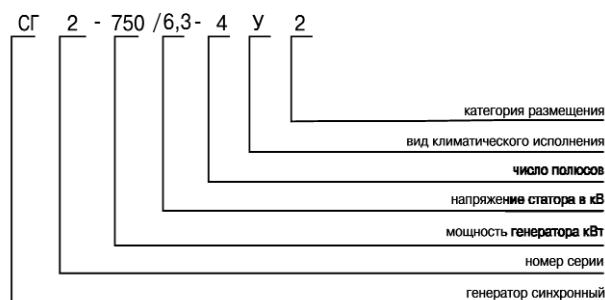 СГ 2 - 750 /6,3- 4 У 2
категория размещения
вид климатического исполнения
число полюсов
напряжение статора в кВ
мощность генератора кВт
номер серии
генератор синхронный